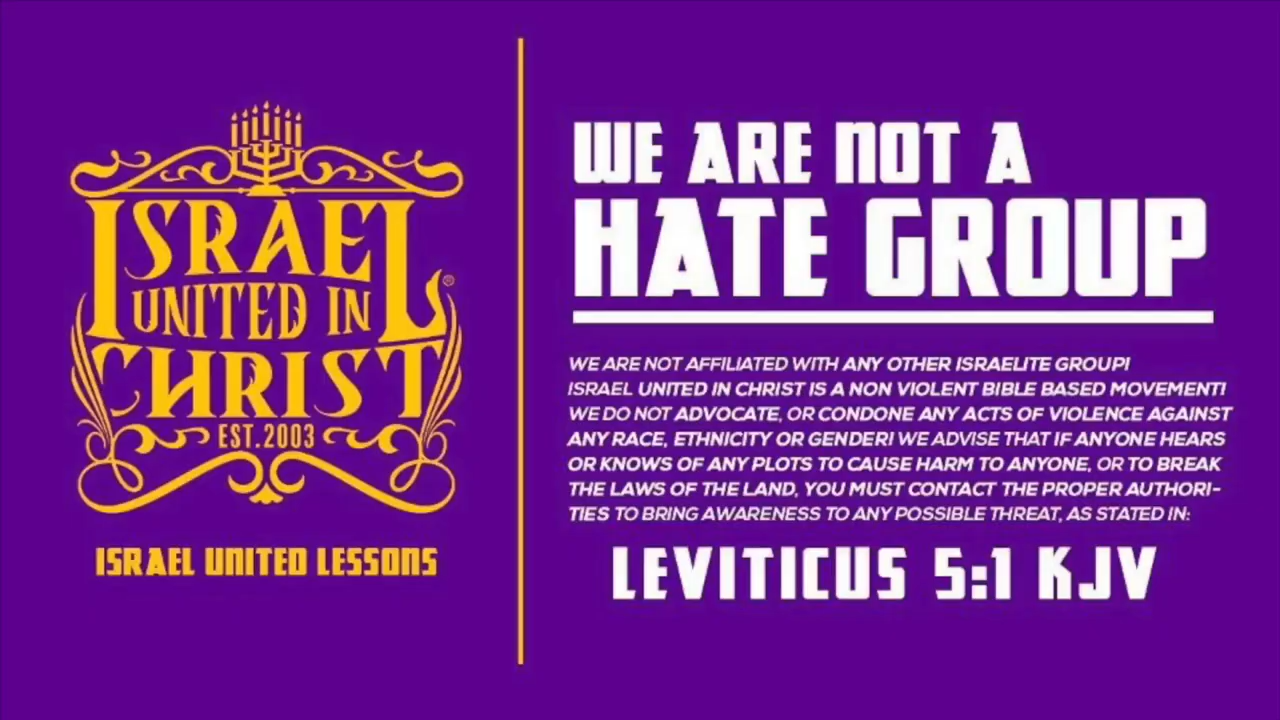 ISRAEL
UNITED IN
CHRIST
®
EST.2003
ISRAEL UNITED LESSONS
WE ARE NOT A
HATE GROUP
WE ARE NOT AFFILIATED WITH ANY OTHER ISRAELITE GROUP!
ISRAEL UNITED IN CHRIST IS A NON VIOLENT BIBLE BASED MOVEMENT!
WE DO NOT ADVOCATE, OR CONDONE ANY ACTS OF VIOLENCE AGAINST
ANY RACE, ETHNICITY OR GENDER! WE ADVISE THAT IF ANYONE HEARS
OR KNOWS OF ANY PLOTS TO CAUSE HARM TO ANYONE, OR TO BREAK
THE LAWS OF THE LAND, YOU MUST CONTACT THE PROPER AUTHORI-
TIES TO BRING AWARENESS TO ANY POSSIBLE THREAT, AS STATED IN:
LEVITICUS 5:1 KJV